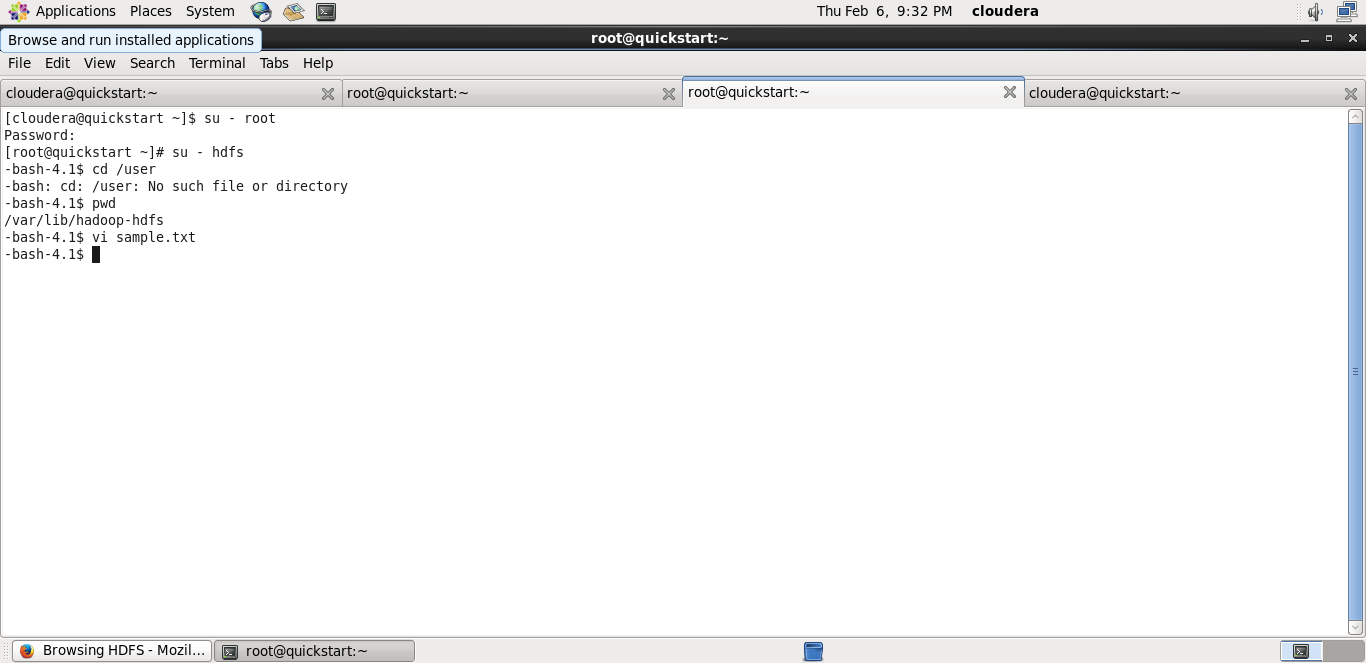 Applications Places System Thu Feb 6, 9:32 PM cloudera
Browse and run installed applications root@quickstart:~
File Edit View Search Terminal Tabs Help
cloudera@quickstart:~ root@quickstart:~ root@quickstart:~ cloudera@quickstart:~
[cloudera@quickstart ~]$ su - root
Password:
[root@quickstart ~]# su - hdfs
-bash-4.1$ cd /user
-bash: cd: /user: No such file or directory
-bash-4.1$ pwd
/var/lib/hadoop-hdfs
-bash-4.1$ vi sample.txt
-bash-4.1$
Browsing HDFS - Mozil... root@quickstart:~